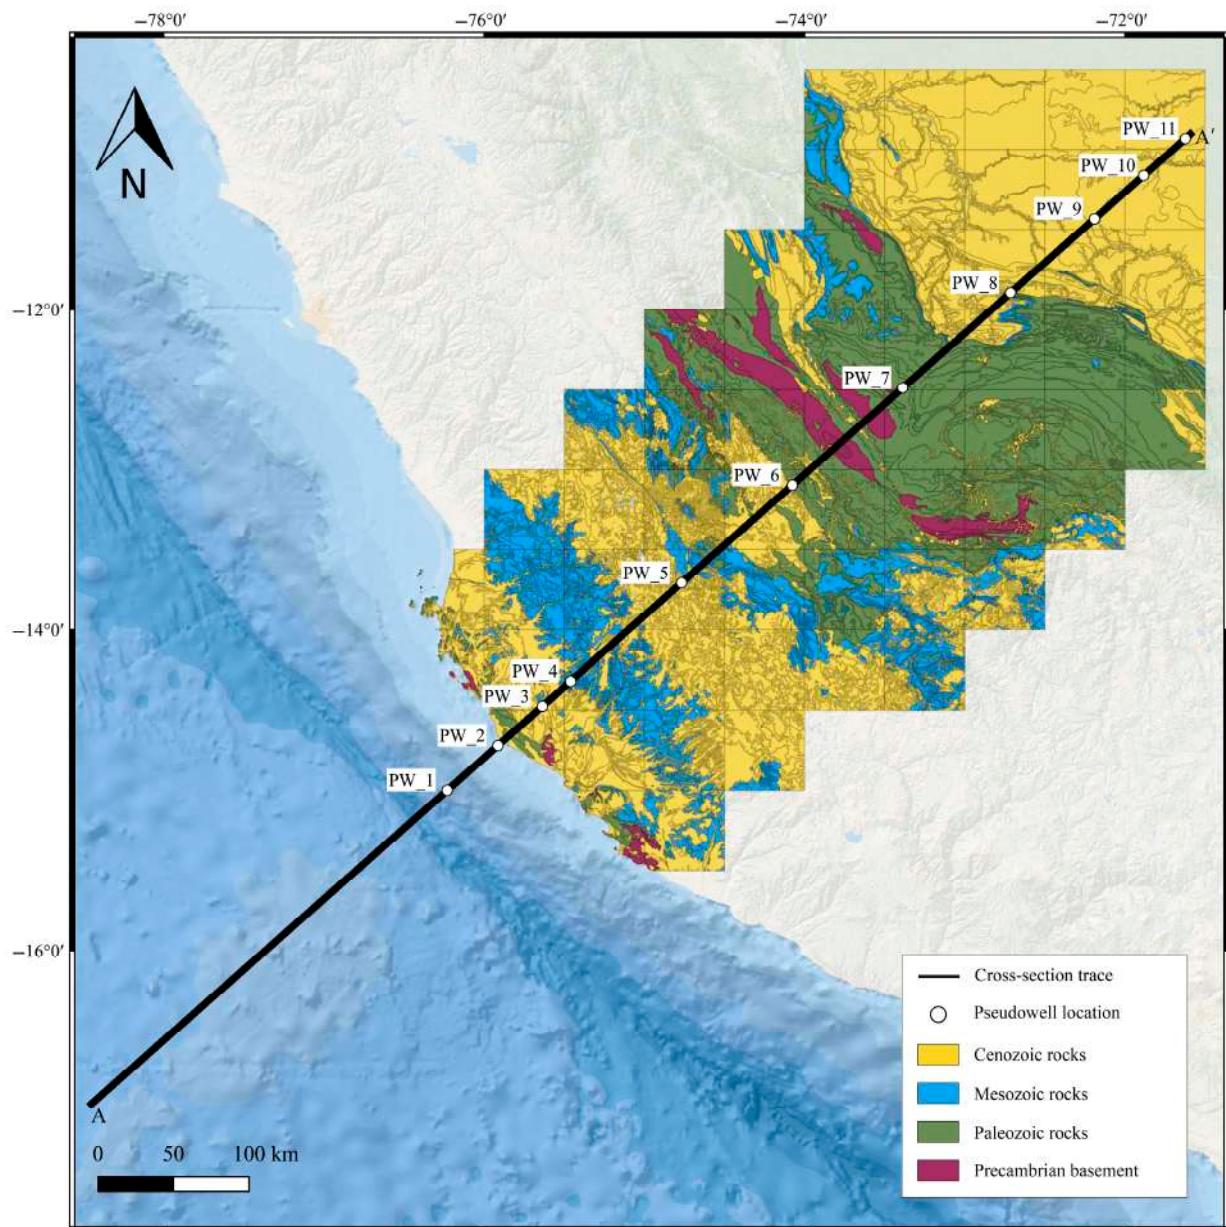 −78°0′ −76°0′ −74°0′ −72°0′
N
PW_11
A′
PW_10
PW_9
PW_8
−12°0′
PW_7
PW_6
PW_5
−14°0′
PW_4
PW_3
PW_2
PW_1
−16°0′
A
0 50 100 km
Cross-section trace
Pseudowell location
Cenozoic rocks
Mesozoic rocks
Paleozoic rocks
Precambrian basement